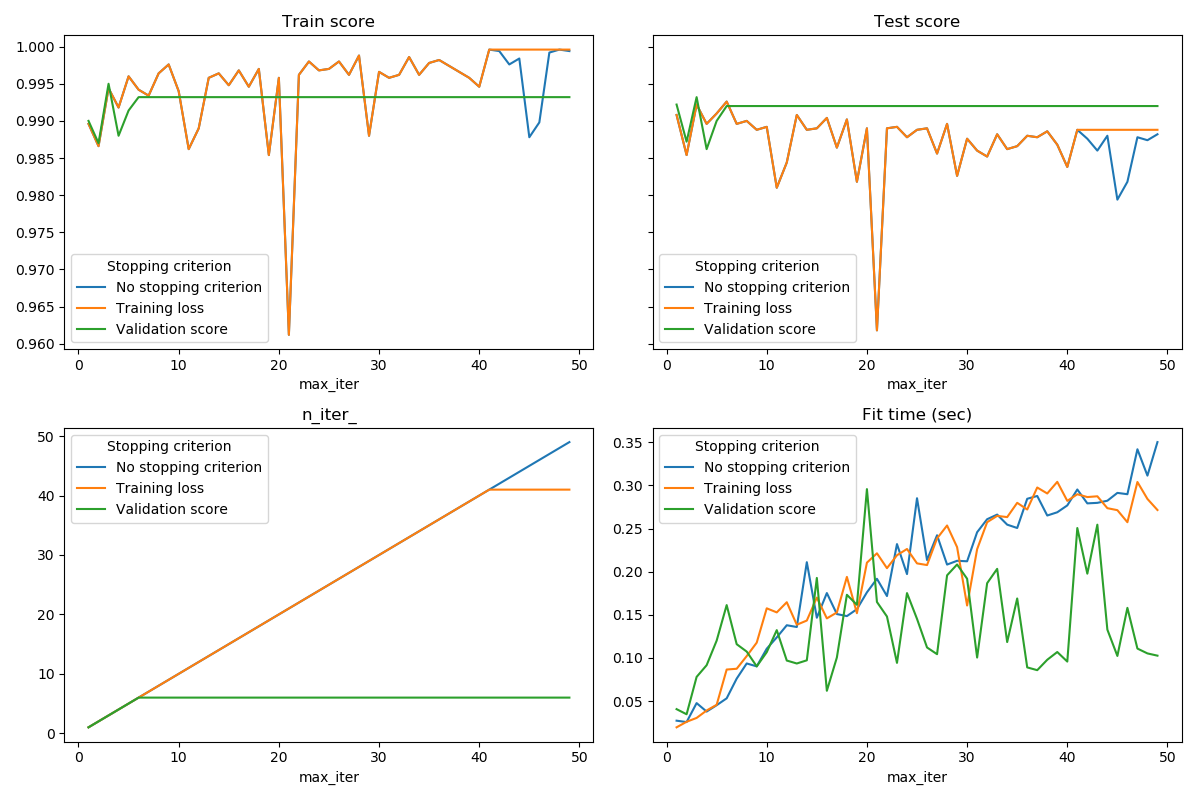 Train score
1.000
0.995
0.990
0.985
0.980
0.975
0.970
0.965
0.960
Stopping criterion
No stopping criterion
Training loss
Validation score
0 10 20 30 40 50
max_iter
Test score
Stopping criterion
No stopping criterion
Training loss
Validation score
0 10 20 30 40 50
max_iter
n_iter_
50
40
30
20
10
0
Stopping criterion
No stopping criterion
Training loss
Validation score
0 10 20 30 40 50
max_iter
Fit time (sec)
0.35
0.30
0.25
0.20
0.15
0.10
0.05
Stopping criterion
No stopping criterion
Training loss
Validation score
0 10 20 30 40 50
max_iter